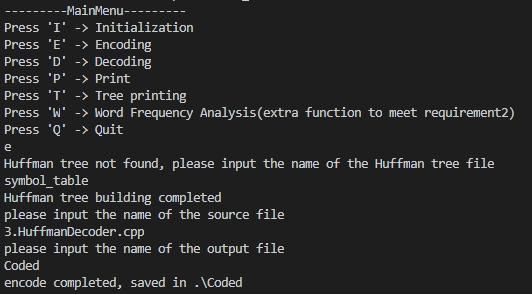 ---------MainMenu---------
Press 'I' -> Initialization
Press 'E' -> Encoding
Press 'D' -> Decoding
Press 'P' -> Print
Press 'T' -> Tree printing
Press 'W' -> Word Frequency Analysis(extra function to meet requirement2)
Press 'Q' -> Quit
e
Huffman tree not found, please input the name of the Huffman tree file
symbol_table
Huffman tree building completed
please input the name of the source file
3.HuffmanDecoder.cpp
please input the name of the output file
Coded
encode completed, saved in .\Coded